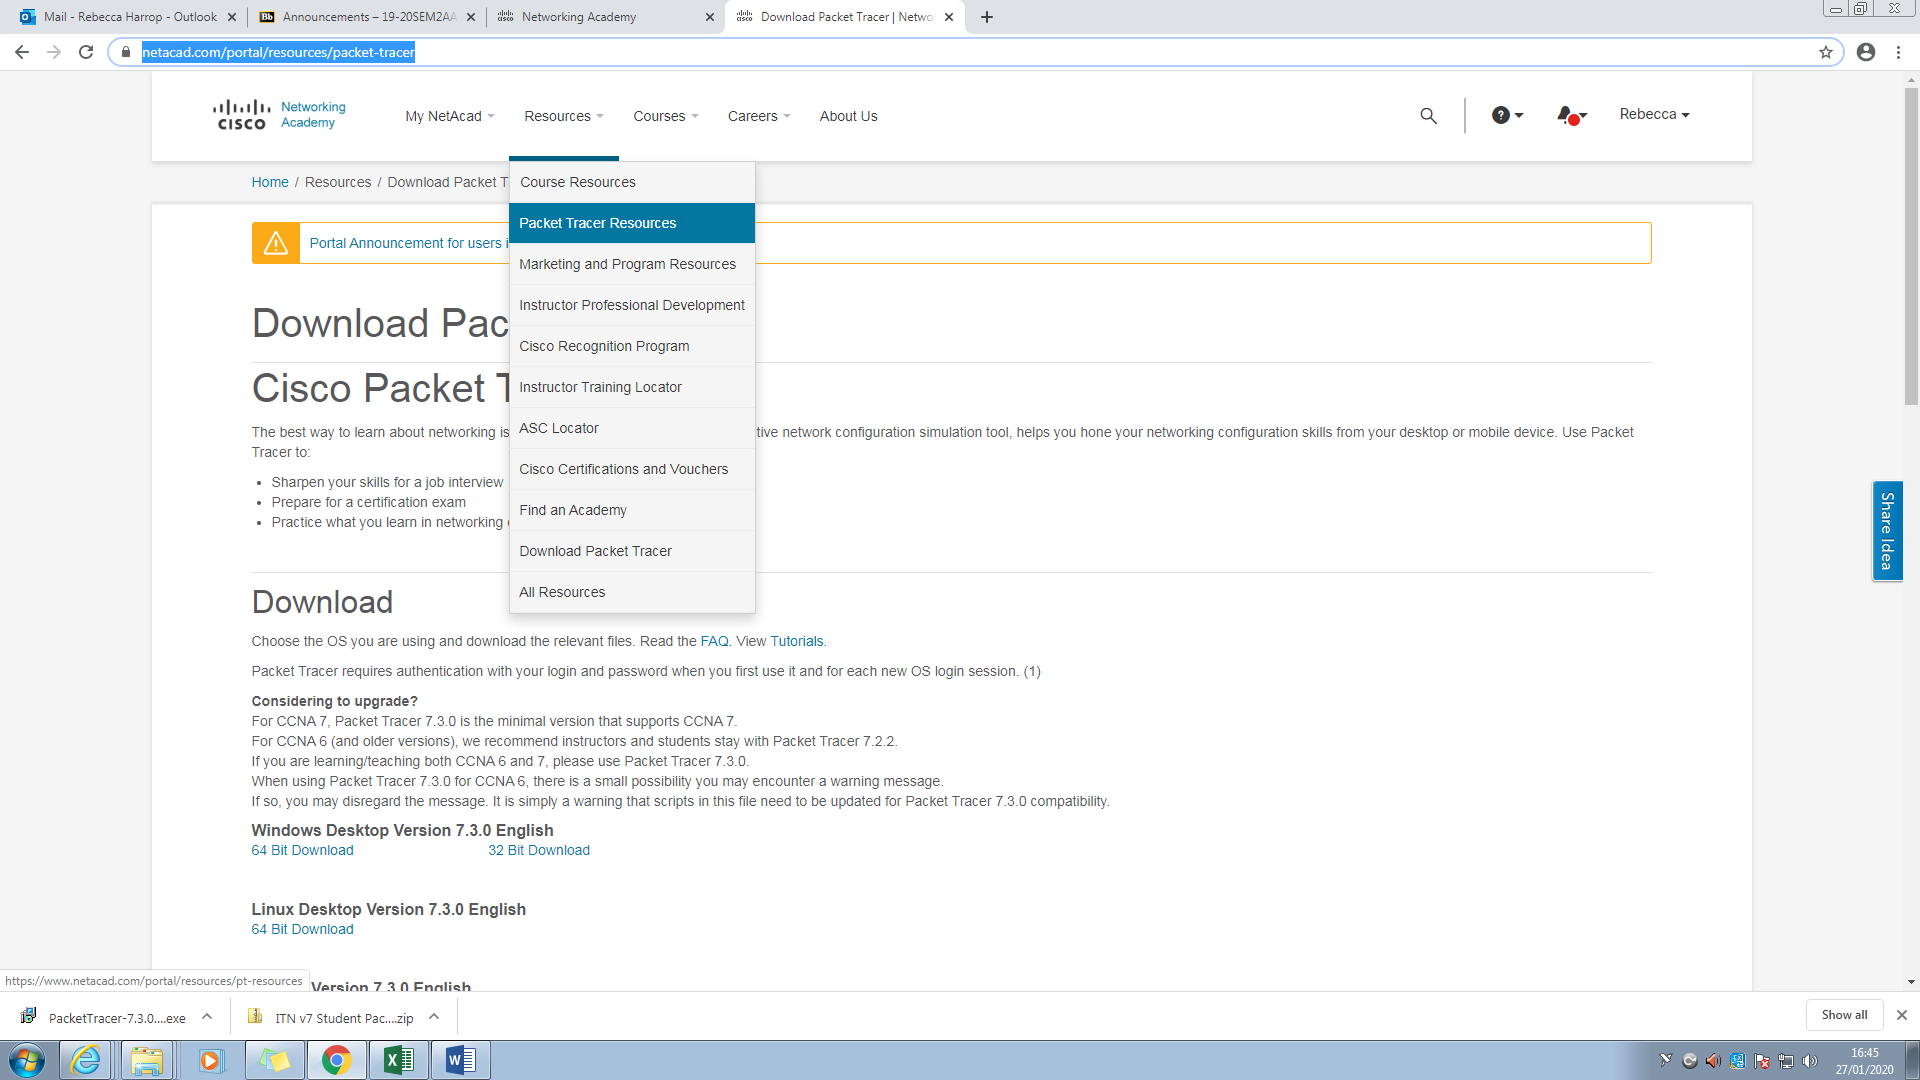 Mail - Rebecca Harrop - Outlook
Announcements – 19-20SEM2AA
Networking Academy
Download Packet Tracer | Netwo
netacad.com/portal/resources/packet-tracer
cisco
Networking
Academy
My NetAcad
Resources
Courses
Careers
About Us
Rebecca
Home / Resources / Download Packet T
Course Resources
Packet Tracer Resources
Marketing and Program Resources
Instructor Professional Development
Cisco Recognition Program
Instructor Training Locator
ASC Locator
Cisco Certifications and Vouchers
Find an Academy
Download Packet Tracer
All Resources
Portal Announcement for users i
Download Pac
Cisco Packet T
The best way to learn about networking is tive network configuration simulation tool, helps you hone your networking configuration skills from your desktop or mobile device. Use Packet
Tracer to:
• Sharpen your skills for a job interview
• Prepare for a certification exam
• Practice what you learn in networking
Share Idea
Download
Choose the OS you are using and download the relevant files. Read the FAQ. View Tutorials.
Packet Tracer requires authentication with your login and password when you first use it and for each new OS login session. (1)
Considering to upgrade?
For CCNA 7, Packet Tracer 7.3.0 is the minimal version that supports CCNA 7.
For CCNA 6 (and older versions), we recommend instructors and students stay with Packet Tracer 7.2.2.
If you are learning/teaching both CCNA 6 and 7, please use Packet Tracer 7.3.0.
When using Packet Tracer 7.3.0 for CCNA 6, there is a small possibility you may encounter a warning message.
If so, you may disregard the message. It is simply a warning that scripts in this file need to be updated for Packet Tracer 7.3.0 compatibility.
Windows Desktop Version 7.3.0 English
64 Bit Download 32 Bit Download
Linux Desktop Version 7.3.0 English
64 Bit Download
https://www.netacad.com/portal/resources/pt-resources
Version 7.3.0 English
PacketTracer-7.3.0....exe
ITN v7 Student Pac....zip
Show all
16:45
27/01/2020